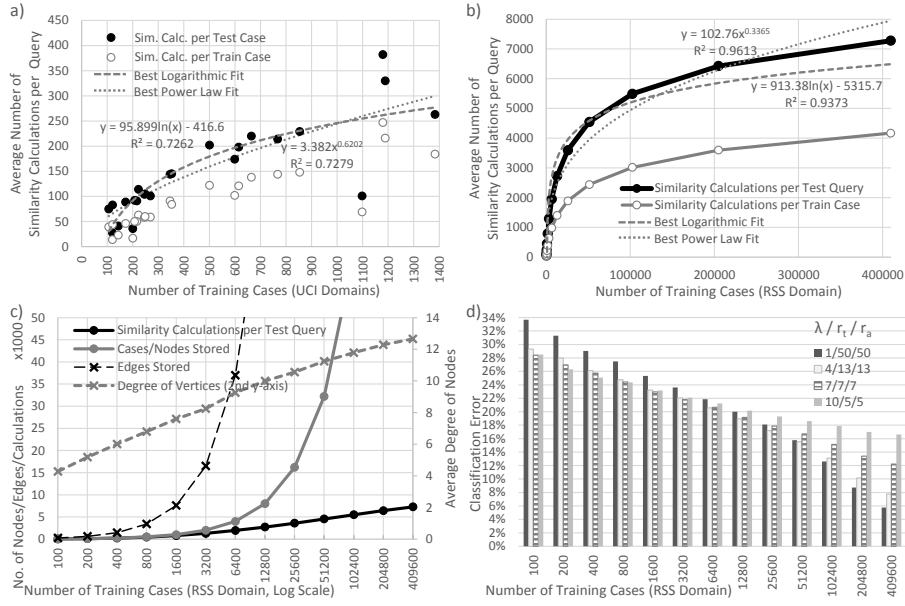 a)
450
400
350
300
250
200
150
100
50
0
Average Number of
Similarity Calculations per Query
Sim. Calc. per Test Case
Sim. Calc. per Train Case
Best Logarithmic Fit
Best Power Law Fit
y = 95.899ln(x) - 416.6
R² = 0.7262
y = 3.382x^0.6202
R² = 0.7279
0 100 200 300 400 500 600 700 800 900 1000 1100 1200 1300 1400
Number of Training Cases (UCI Domains)
b)
8000
7000
6000
5000
4000
3000
2000
1000
0
Average Number of
Similarity Calculations per Query
y = 102.76x^0.3365
R² = 0.9613
y = 913.38ln(x) - 5315.7
R² = 0.9373
Similarity Calculations per Test Query
Similarity Calculations per Train Case
Best Logarithmic Fit
Best Power Law Fit
0 100000 200000 300000 400000
Number of Training Cases (RSS Domain)
c)
x1000
No. of Nodes/Edges/Calculations
50
45
40
35
30
25
20
15
10
5
0
Similarity Calculations per Test Query
Cases/Nodes Stored
Edges Stored
Degree of Vertices (2nd y-axis)
14
12
10
8
6
4
2
0
Average Degree of Nodes
100 200 400 800 1600 3200 6400 12800 25600 51200 102400 204800 409600
Number of Training Cases (RSS Domain, Log Scale)
d)
34%
32%
30%
28%
26%
24%
22%
20%
18%
16%
14%
12%
10%
8%
6%
4%
2%
0%
Classification Error
λ / r_t / r_a
1/50/50
4/13/13
7/7/7
10/5/5
100 200 400 800 1600 3200 6400 12800 25600 51200 102400 204800 409600
Number of Training Cases (RSS Domain)